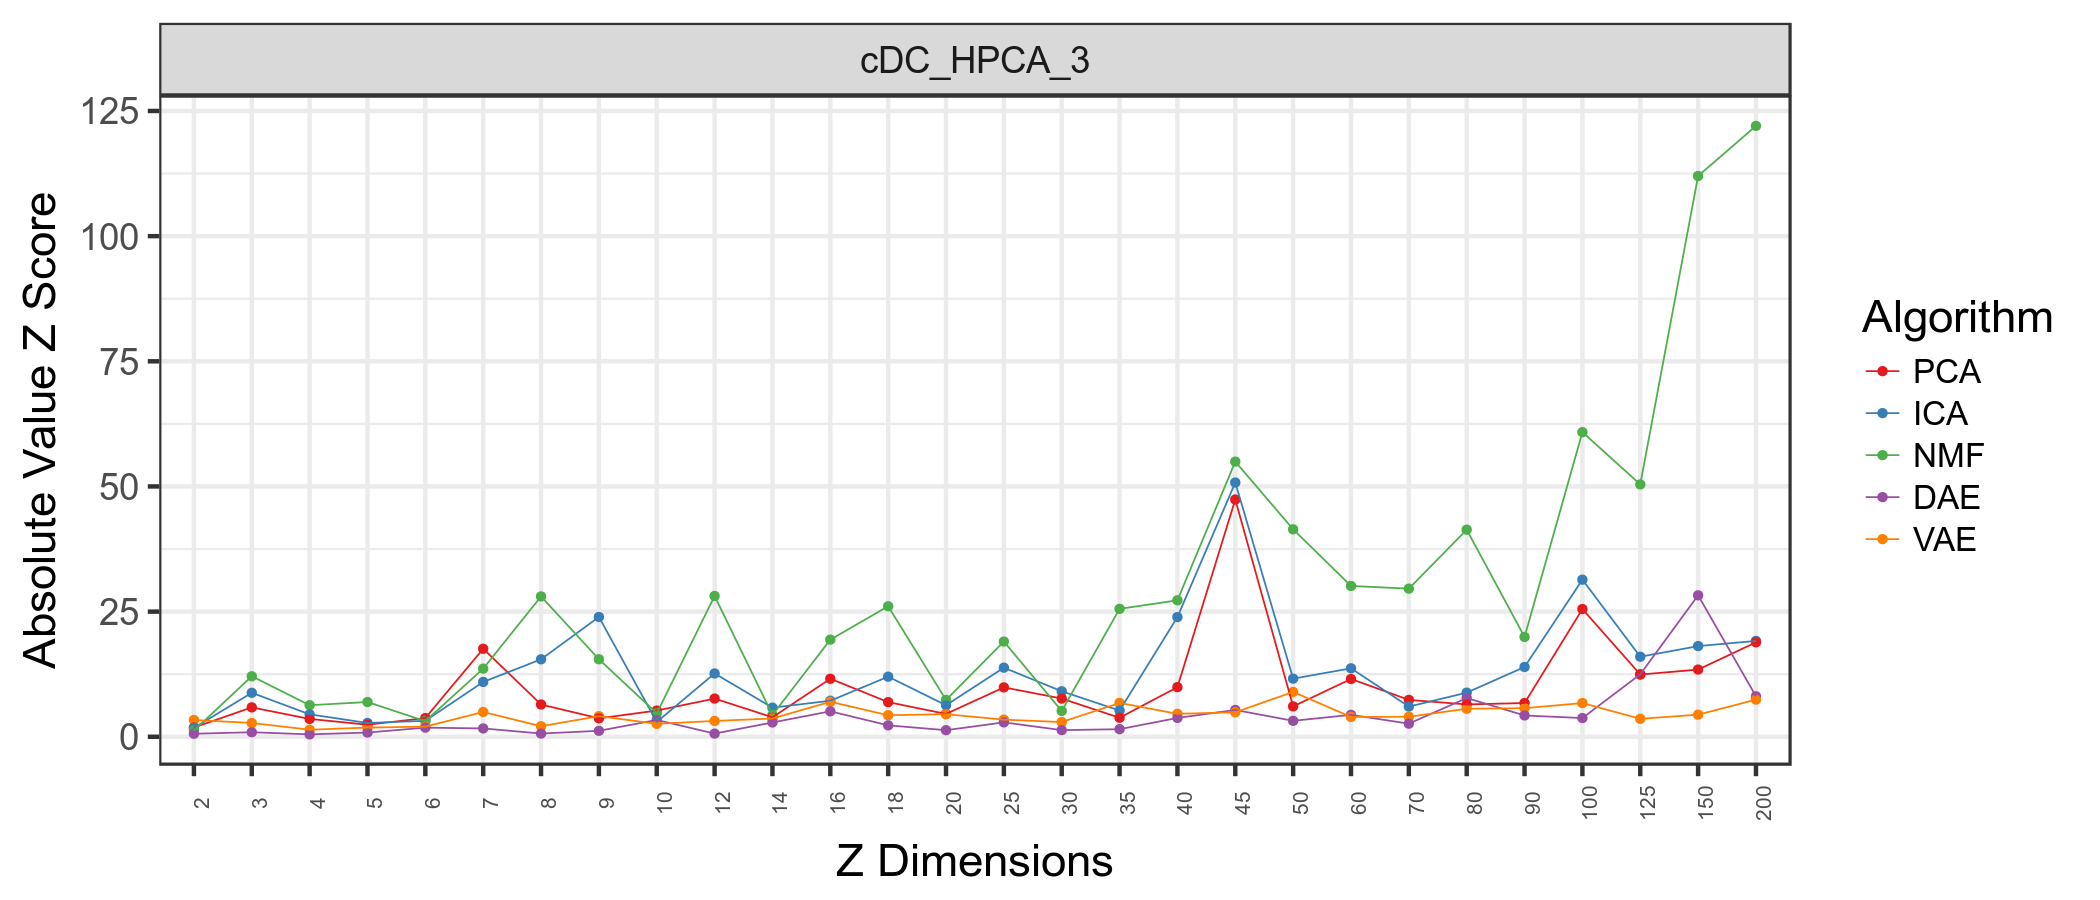 cDC_HPCA_3
Absolute Value Z Score
125
100
75
50
25
0
2 3 4 5 6 7 8 9 10 12 14 16 18 20 25 30 35 40 45 50 60 70 80 90 100 125 150 200
Z Dimensions
Algorithm
PCA
ICA
NMF
DAE
VAE